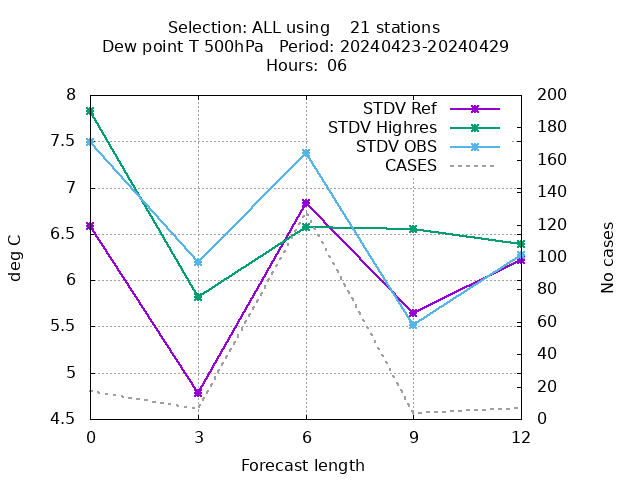 Selection: ALL using    21 stations
Dew point T 500hPa   Period: 20240423-20240429
Hours: 06
8
7.5
7
6.5
6
5.5
5
4.5
deg C
200
180
160
140
120
100
80
60
40
20
0
No cases
STDV Ref
STDV Highres
STDV OBS
CASES
0 3 6 9 12
Forecast length